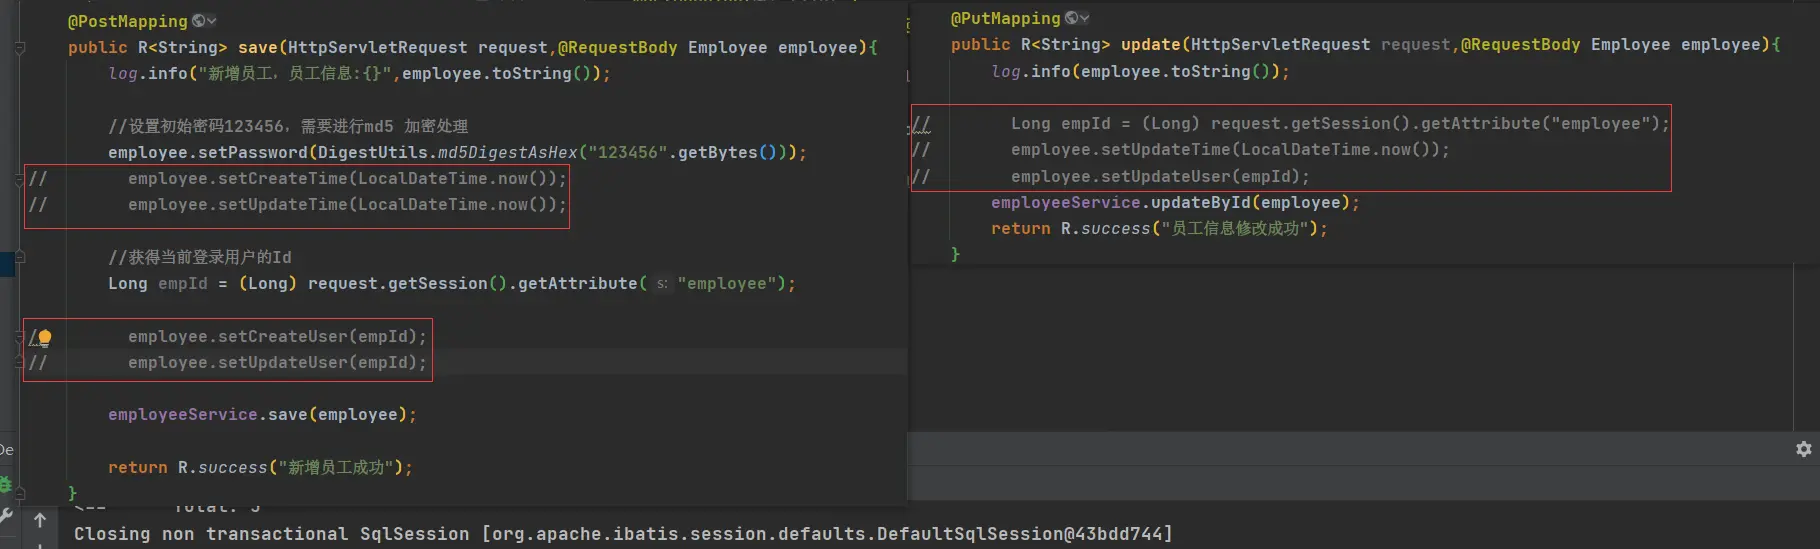 @PostMapping
public R<String> save(HttpServletRequest request,@RequestBody Employee employee){
log.info("新增员工，员工信息:{}",employee.toString());
//设置初始密码123456，需要进行md5 加密处理
employee.setPassword(DigestUtils.md5DigestAsHex("123456".getBytes()));
//        employee.setCreateTime(LocalDateTime.now());
//        employee.setUpdateTime(LocalDateTime.now());
//获得当前登录用户的Id
Long empId = (Long) request.getSession().getAttribute( s: "employee");
/        employee.setCreateUser(empId);
//        employee.setUpdateUser(empId);
employeeService.save(employee);
return R.success("新增员工成功");
}
@PutMapping
public R<String> update(HttpServletRequest request,@RequestBody Employee employee){
log.info(employee.toString());
//        Long empId = (Long) request.getSession().getAttribute("employee");
//        employee.setUpdateTime(LocalDateTime.now());
//        employee.setUpdateUser(empId);
employeeService.updateById(employee);
return R.success("员工信息修改成功");
}
De
<==      Total: 3
Closing non transactional SqlSession [org.apache.ibatis.session.defaults.DefaultSqlSession@43bdd744]